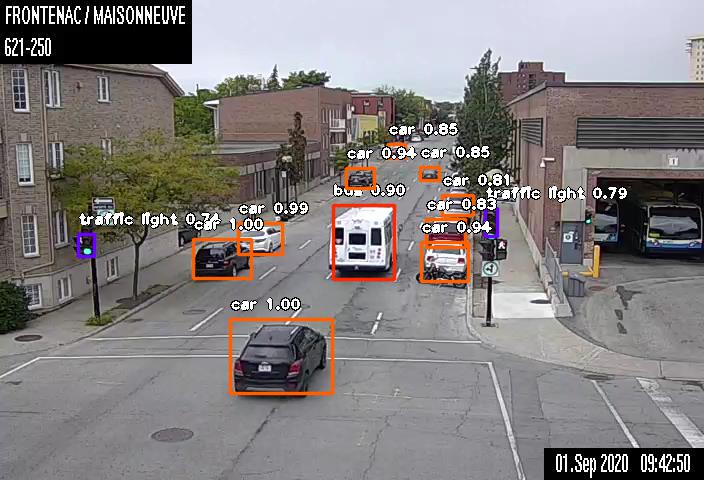 FRONTENAC / MAISONNEUVE
621-250
car 0.85
car 0.94
car 0.85
bus 0.90
car 0.81
traffic light 0.79
car 0.99
car 0.83
traffic light 0.74
car 1.00
car 0.94
car 1.00
1
01.Sep 2020 09:42:50